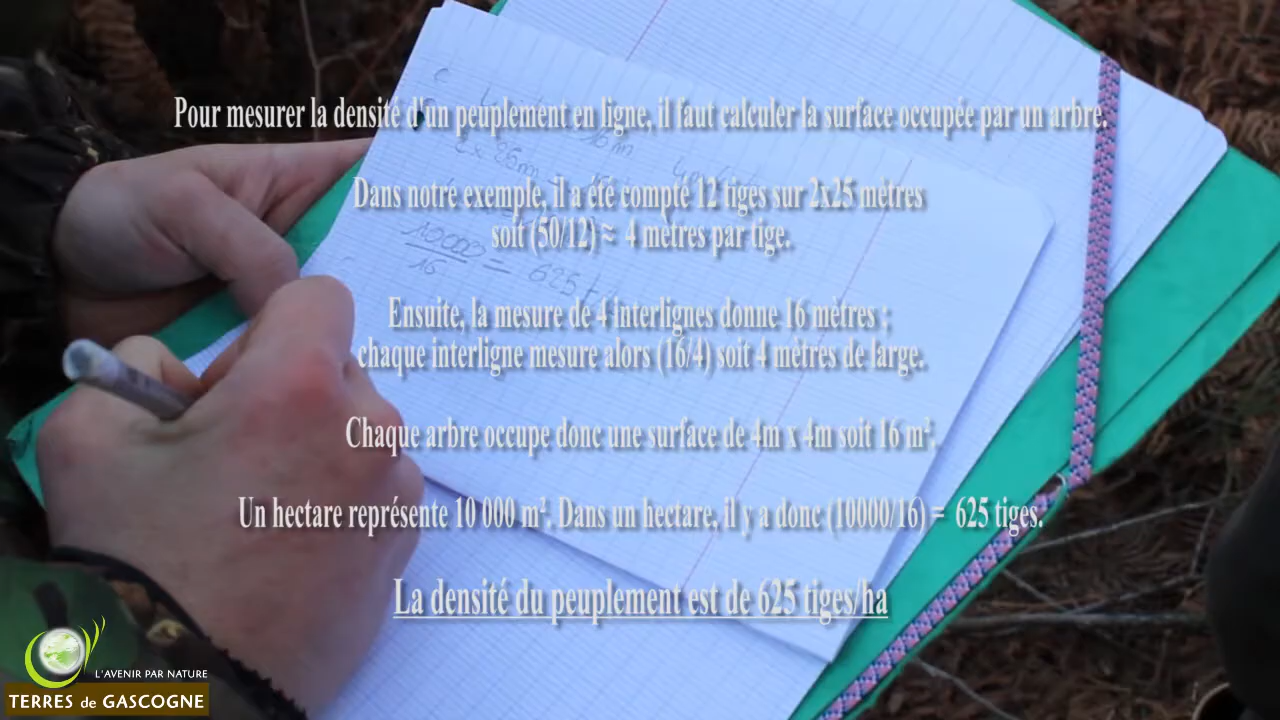 Pour mesurer la densité d'un peuplement en ligne, il faut calculer la surface occupée par un arbre.
Dans notre exemple, il a été compté 12 tiges sur 2x25 mètres
soit (50/12) ≈ 4 mètres par tige.
10000
16
= 625 t/
Ensuite, la mesure de 4 interlignes donne 16 mètres ;
chaque interligne mesure alors (16/4) soit 4 mètres de large.
Chaque arbre occupe donc une surface de 4m x 4m soit 16 m².
Un hectare représente 10 000 m². Dans un hectare, il y a donc (10000/16) = 625 tiges.
La densité du peuplement est de 625 tiges/ha
L'AVENIR PAR NATURE
TERRES de GASCOGNE